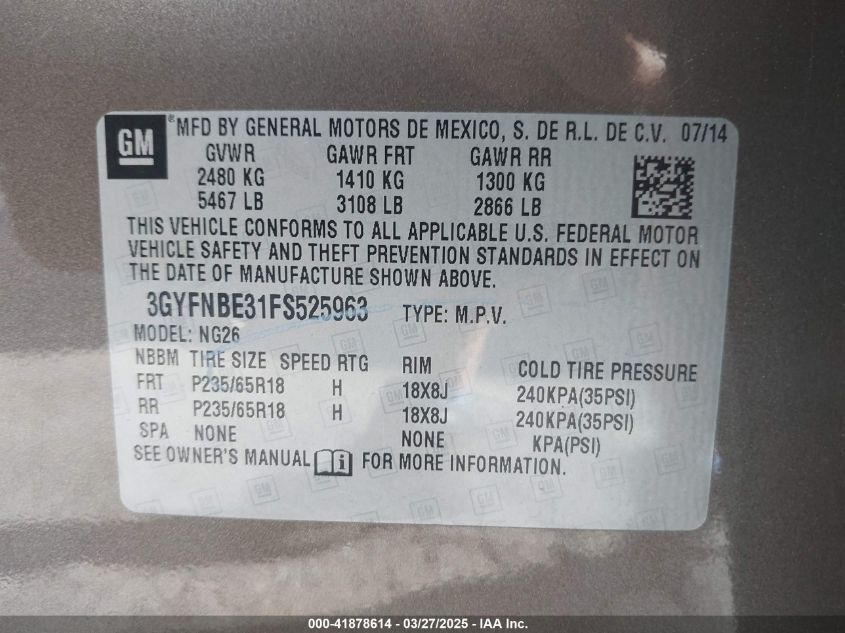 GM ® MFD BY GENERAL MOTORS DE MEXICO, S. DE R.L. DE C.V. 07/14
GVWR GAWR FRT GAWR RR
2480 KG 1410 KG 1300 KG
5467 LB 3108 LB 2866 LB
THIS VEHICLE CONFORMS TO ALL APPLICABLE U.S. FEDERAL MOTOR
VEHICLE SAFETY AND THEFT PREVENTION STANDARDS IN EFFECT ON
THE DATE OF MANUFACTURE SHOWN ABOVE.
3GYFNBE31FS525963 TYPE: M.P.V.
MODEL: NG26
NBBM TIRE SIZE SPEED RTG RIM COLD TIRE PRESSURE
FRT P235/65R18 H 18X8J 240KPA(35PSI)
RR P235/65R18 H 18X8J 240KPA(35PSI)
SPA NONE NONE KPA(PSI)
SEE OWNER'S MANUAL i FOR MORE INFORMATION.
000-41878614 - 03/27/2025 - IAA Inc.